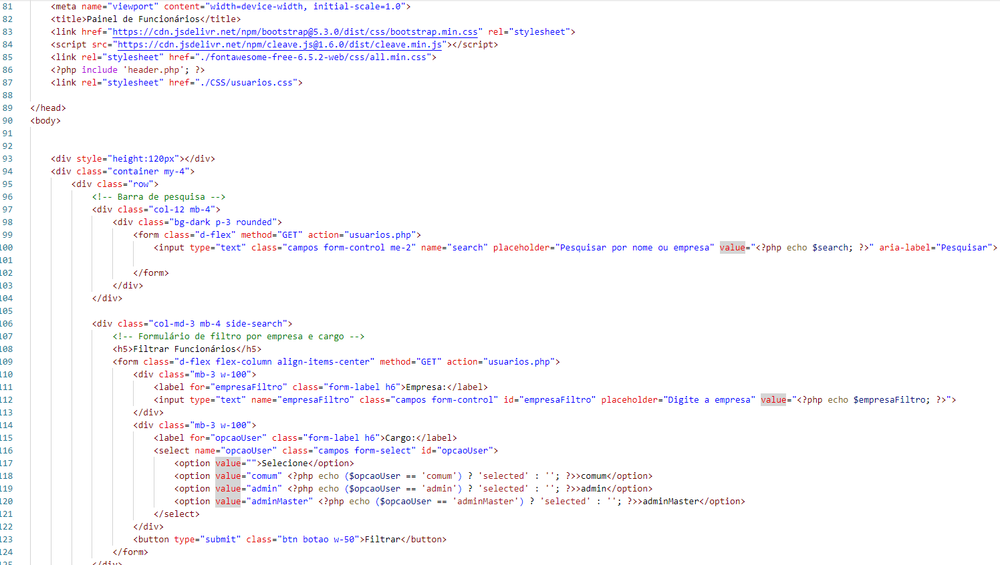 81 <meta name="viewport" content="width=device-width, initial-scale=1.0">
82 <title>Painel de Funcionários</title>
83 <link href="https://cdn.jsdelivr.net/npm/bootstrap@5.3.0/dist/css/bootstrap.min.css" rel="stylesheet">
84 <script src="https://cdn.jsdelivr.net/npm/cleave.js@1.6.0/dist/cleave.min.js"></script>
85 <link rel="stylesheet" href="./fontawesome-free-6.5.2-web/css/all.min.css">
86 <?php include 'header.php'; ?>
87 <link rel="stylesheet" href="./CSS/usuarios.css">
88
89 </head>
90 <body>
91
92
93 <div style="height:120px"></div>
94 <div class="container my-4">
95 <div class="row">
96 <!-- Barra de pesquisa -->
97 <div class="col-12 mb-4">
98 <div class="bg-dark p-3 rounded">
99 <form class="d-flex" method="GET" action="usuarios.php">
100 <input type="text" class="campos form-control me-2" name="search" placeholder="Pesquisar por nome ou empresa" value="<?php echo $search; ?>" aria-label="Pesquisar">
101
102 </form>
103 </div>
104 </div>
105
106 <div class="col-md-3 mb-4 side-search">
107 <!-- Formulário de filtro por empresa e cargo -->
108 <h5>Filtrar Funcionários</h5>
109 <form class="d-flex flex-column align-items-center" method="GET" action="usuarios.php">
110 <div class="mb-3 w-100">
111 <label for="empresaFiltro" class="form-label h6">Empresa:</label>
112 <input type="text" name="empresaFiltro" class="campos form-control" id="empresaFiltro" placeholder="Digite a empresa" value="<?php echo $empresaFiltro; ?>">
113 </div>
114 <div class="mb-3 w-100">
115 <label for="opcaoUser" class="form-label h6">Cargo:</label>
116 <select name="opcaoUser" class="campos form-select" id="opcaoUser">
117 <option value="">Selecione</option>
118 <option value="comum" <?php echo ($opcaoUser == 'comum') ? 'selected' : ''; ?>>comum</option>
119 <option value="admin" <?php echo ($opcaoUser == 'admin') ? 'selected' : ''; ?>>admin</option>
120 <option value="adminMaster" <?php echo ($opcaoUser == 'adminMaster') ? 'selected' : ''; ?>>adminMaster</option>
121 </select>
122 </div>
123 <button type="submit" class="btn botao w-50">Filtrar</button>
124 </form>
125 </div>